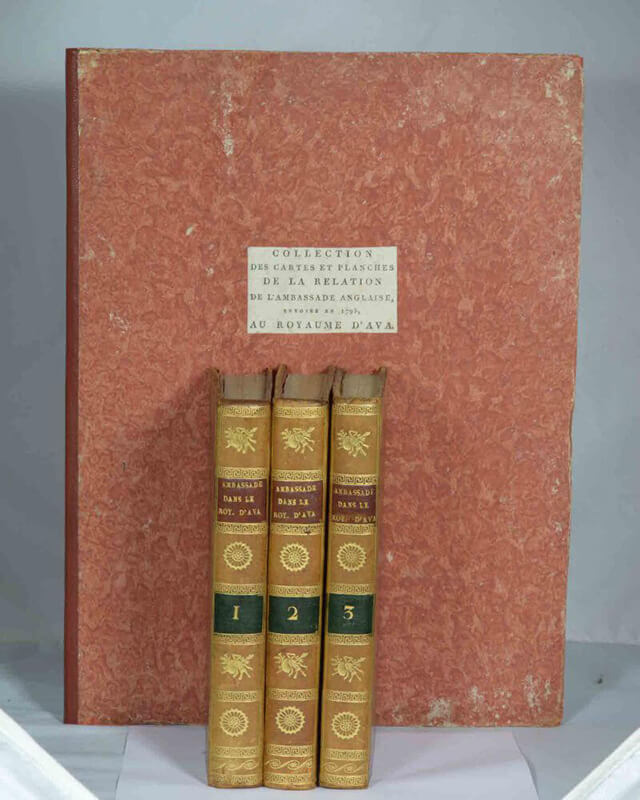 COLLECTION
DES CARTES ET PLANCHES
DE LA RELATION
DE L'AMBASSADE ANGLAISE,
ENVOIÉE EN 1795,
AU ROYAUME D'AVA.
AMBASSADE
DANS LE
ROY. D'AVA
1
AMBASSADE
DANS LE
ROY. D'AVA
2
AMBASSADE
DANS LE
ROY. D'AVA
3